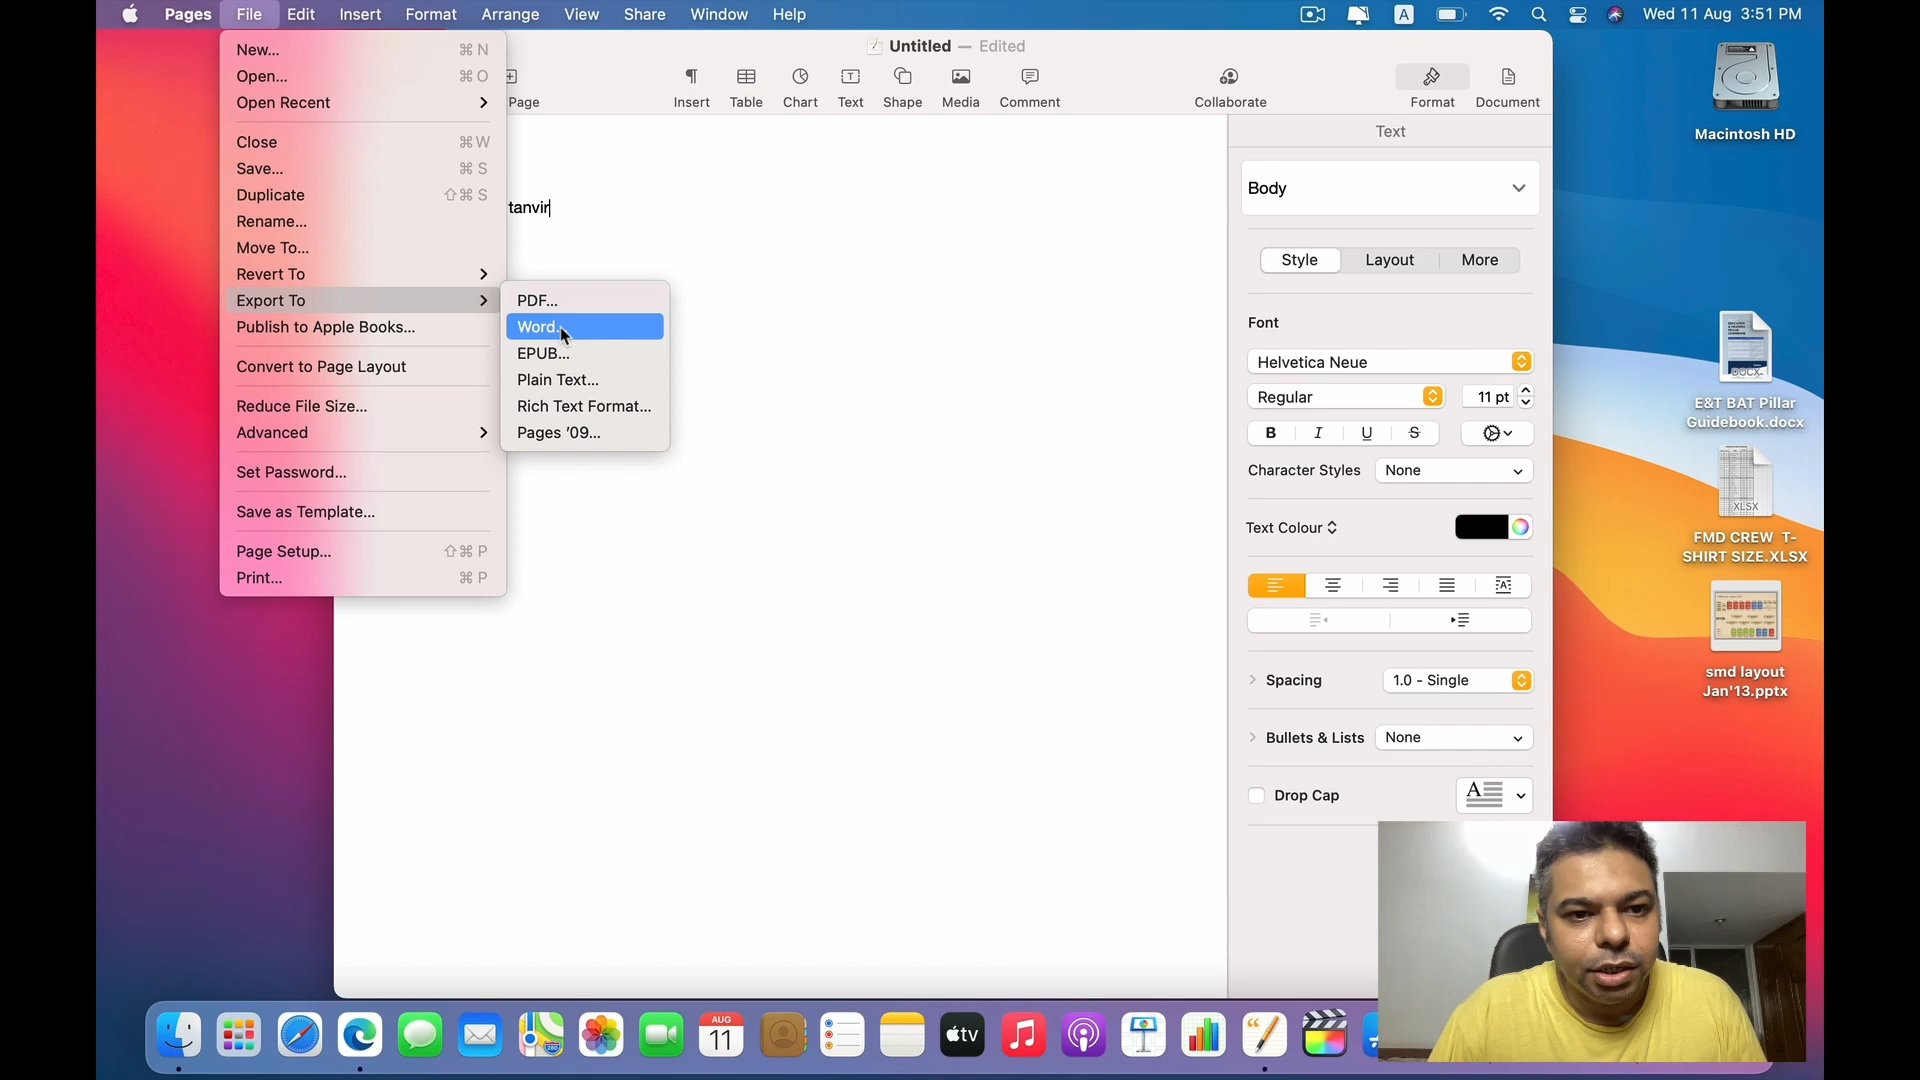 Pages File Edit Insert Format Arrange View Share Window Help
A
Wed 11 Aug 3:51 PM
New... ⌘ N
Open... ⌘ O
Open Recent
Close ⌘ W
Save... ⌘ S
Duplicate ⇧⌘ S
Rename...
Move To...
Revert To
Export To
Publish to Apple Books...
Convert to Page Layout
Reduce File Size...
Advanced
Set Password...
Save as Template...
Page Setup... ⇧⌘ P
Print... ⌘ P
PDF...
Word.
EPUB...
Plain Text...
Rich Text Format...
Pages '09...
Untitled — Edited
Page
Insert
Table
Chart
Text
Shape
Media
Comment
Collaborate
Format
Document
tanvir
Text
Body
Style Layout More
Font
Helvetica Neue
Regular 11 pt
B I U S
Character Styles None
Text Colour
Spacing 1.0 - Single
Bullets & Lists None
Drop Cap
Macintosh HD
DOCX
E&T BAT Pillar
Guidebook.docx
XLSX
FMD CREW T-
SHIRT SIZE.XLSX
smd layout
Jan'13.pptx
AUG
11
tv